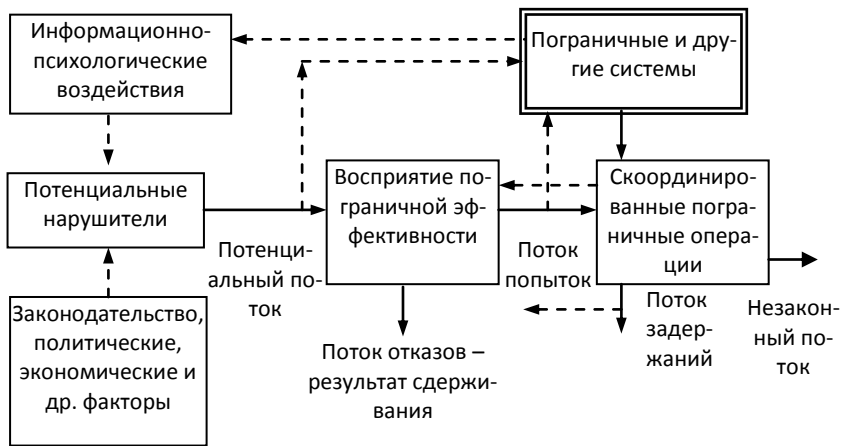 Информационно-
психологические
воздействия
Пограничные и дру-
гие системы
Потенциальные
нарушители
Восприятие по-
граничной эф-
фективности
Скоординиро-
ванные погра-
ничные опера-
ции
Потенци-
альный по-
ток
Поток
попыток
Законодательство,
политические,
экономические и
др. факторы
Поток отказов –
результат сдержи-
вания
Поток
задер-
жаний
Незакон-
ный по-
ток